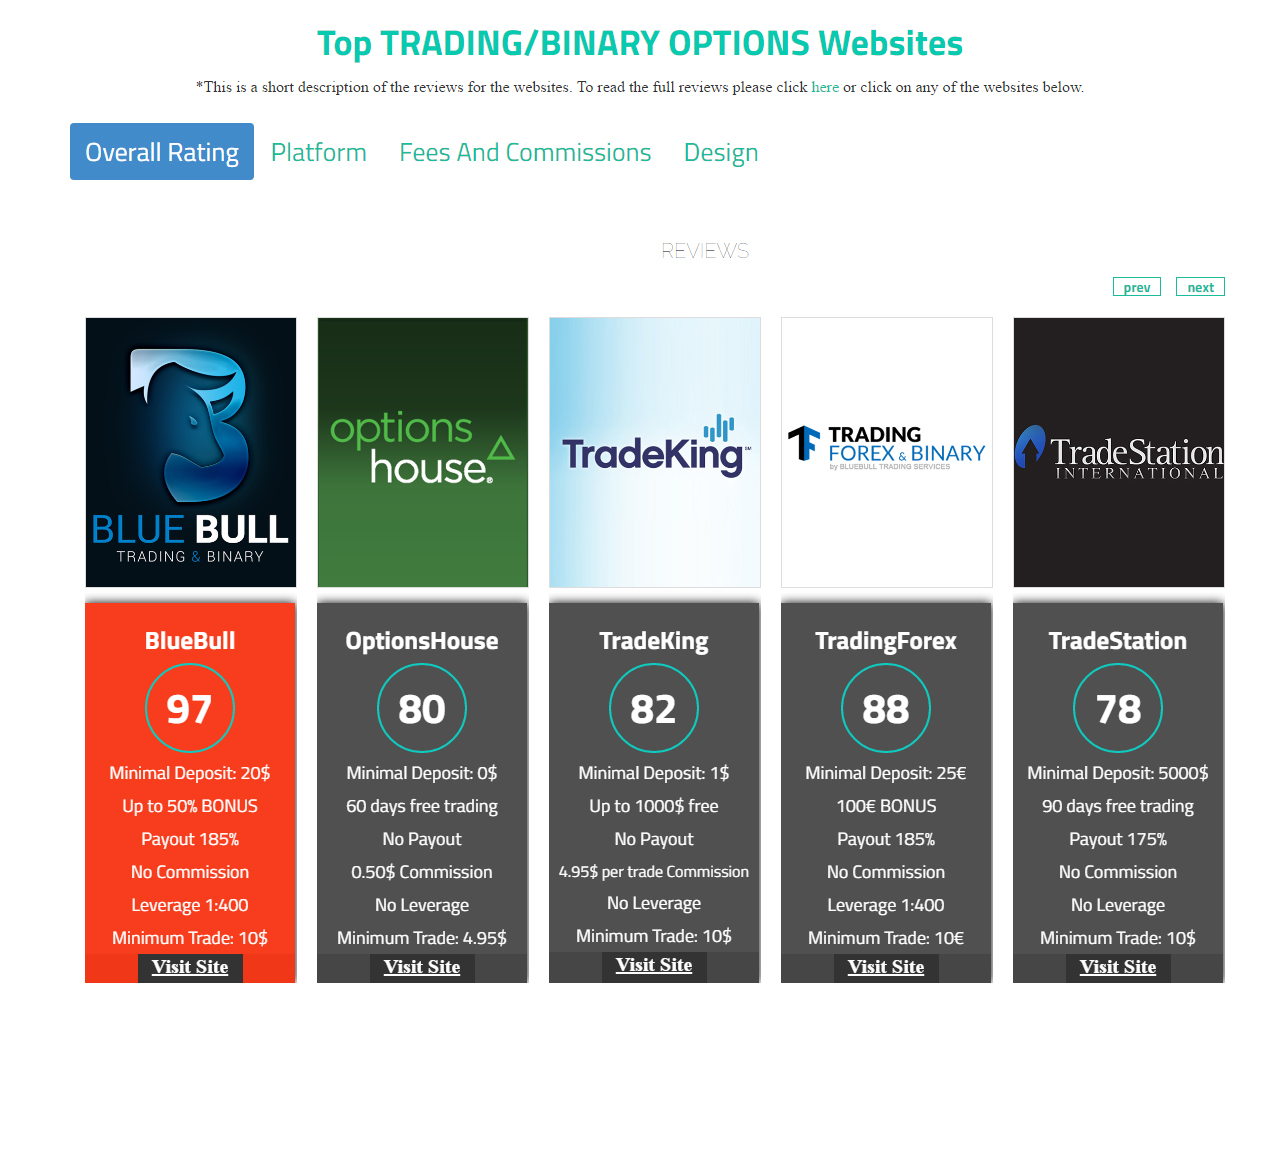 Top TRADING/BINARY OPTIONS Websites
*This is a short description of the reviews for the websites. To read the full reviews please click here or click on any of the websites below.
Overall Rating Platform Fees And Commissions Design
REVIEWS
prev next
BLUE BULL
TRADING & BINARY
options
house®
TradeKing℠
TRADING
FOREX & BINARY
by BLUEBULL TRADING SERVICES
TradeStation
INTERNATIONAL
BlueBull
97
Minimal Deposit: 20$
Up to 50% BONUS
Payout 185%
No Commission
Leverage 1:400
Minimum Trade: 10$
Visit Site
OptionsHouse
80
Minimal Deposit: 0$
60 days free trading
No Payout
0.50$ Commission
No Leverage
Minimum Trade: 4.95$
Visit Site
TradeKing
82
Minimal Deposit: 1$
Up to 1000$ free
No Payout
4.95$ per trade Commission
No Leverage
Minimum Trade: 10$
Visit Site
TradingForex
88
Minimal Deposit: 25€
100€ BONUS
Payout 185%
No Commission
Leverage 1:400
Minimum Trade: 10€
Visit Site
TradeStation
78
Minimal Deposit: 5000$
90 days free trading
Payout 175%
No Commission
No Leverage
Minimum Trade: 10$
Visit Site